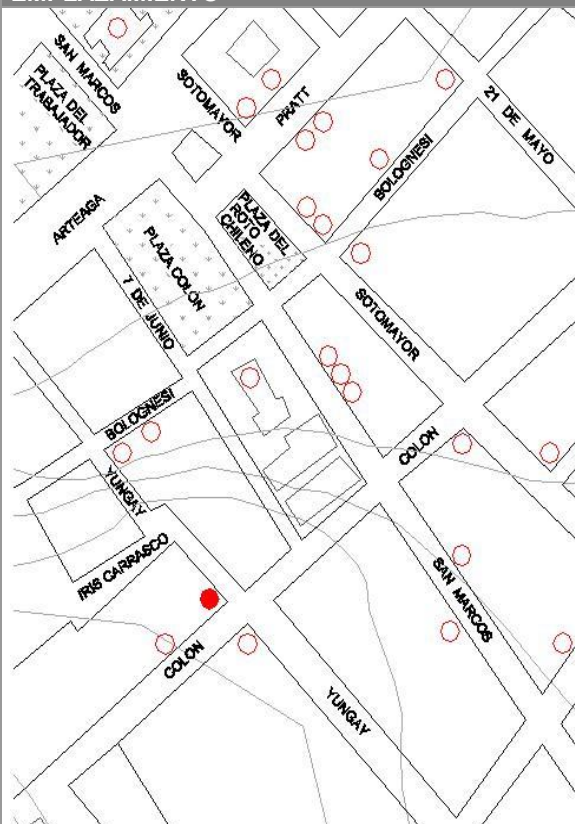 SAN MARCOS
PLAZA DEL
TRABAJADOR
SOTOMAYOR
PRATT
21 DE MAYO
BOLOGNESI
ARTEAGA
PLAZA DEL
ROTO
CHILENO
PLAZA COLON
7 DE JUNIO
SOTOMAYOR
BOLOGNESI
COLON
YUNGAY
IRIS CARRASCO
SAN MARCOS
COLON
YUNGAY